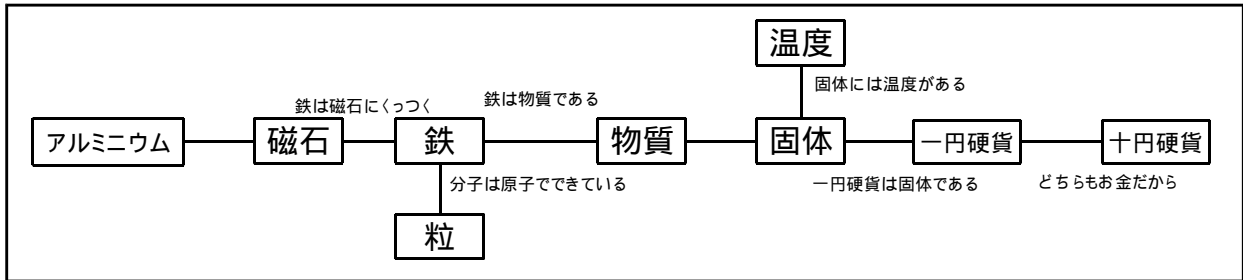 温度
固体には温度がある
鉄は磁石にくっつく
鉄は物質である
アルミニウム
磁石
鉄
物質
固体
一円硬貨
十円硬貨
分子は原子でできている
一円硬貨は固体である
どちらもお金だから
粒